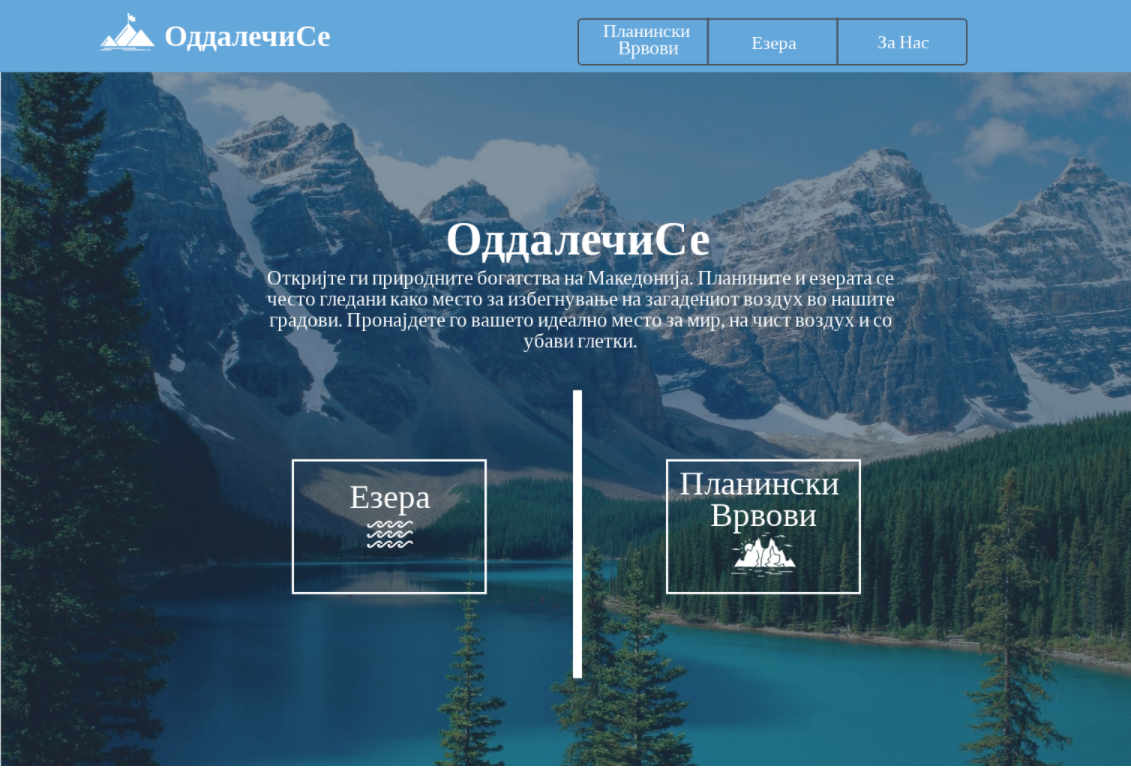 ОддалечиСе
Планински
Врвови
Езера
За Нас
ОддалечиСе
Откријте ги природните богатства на Македонија. Планините и езерата се
често гледани како место за избегнување на загадениот воздух во нашите
градови. Пронајдете го вашето идеално место за мир, на чист воздух и со
убави глетки.
Езера
Планински
Врвови